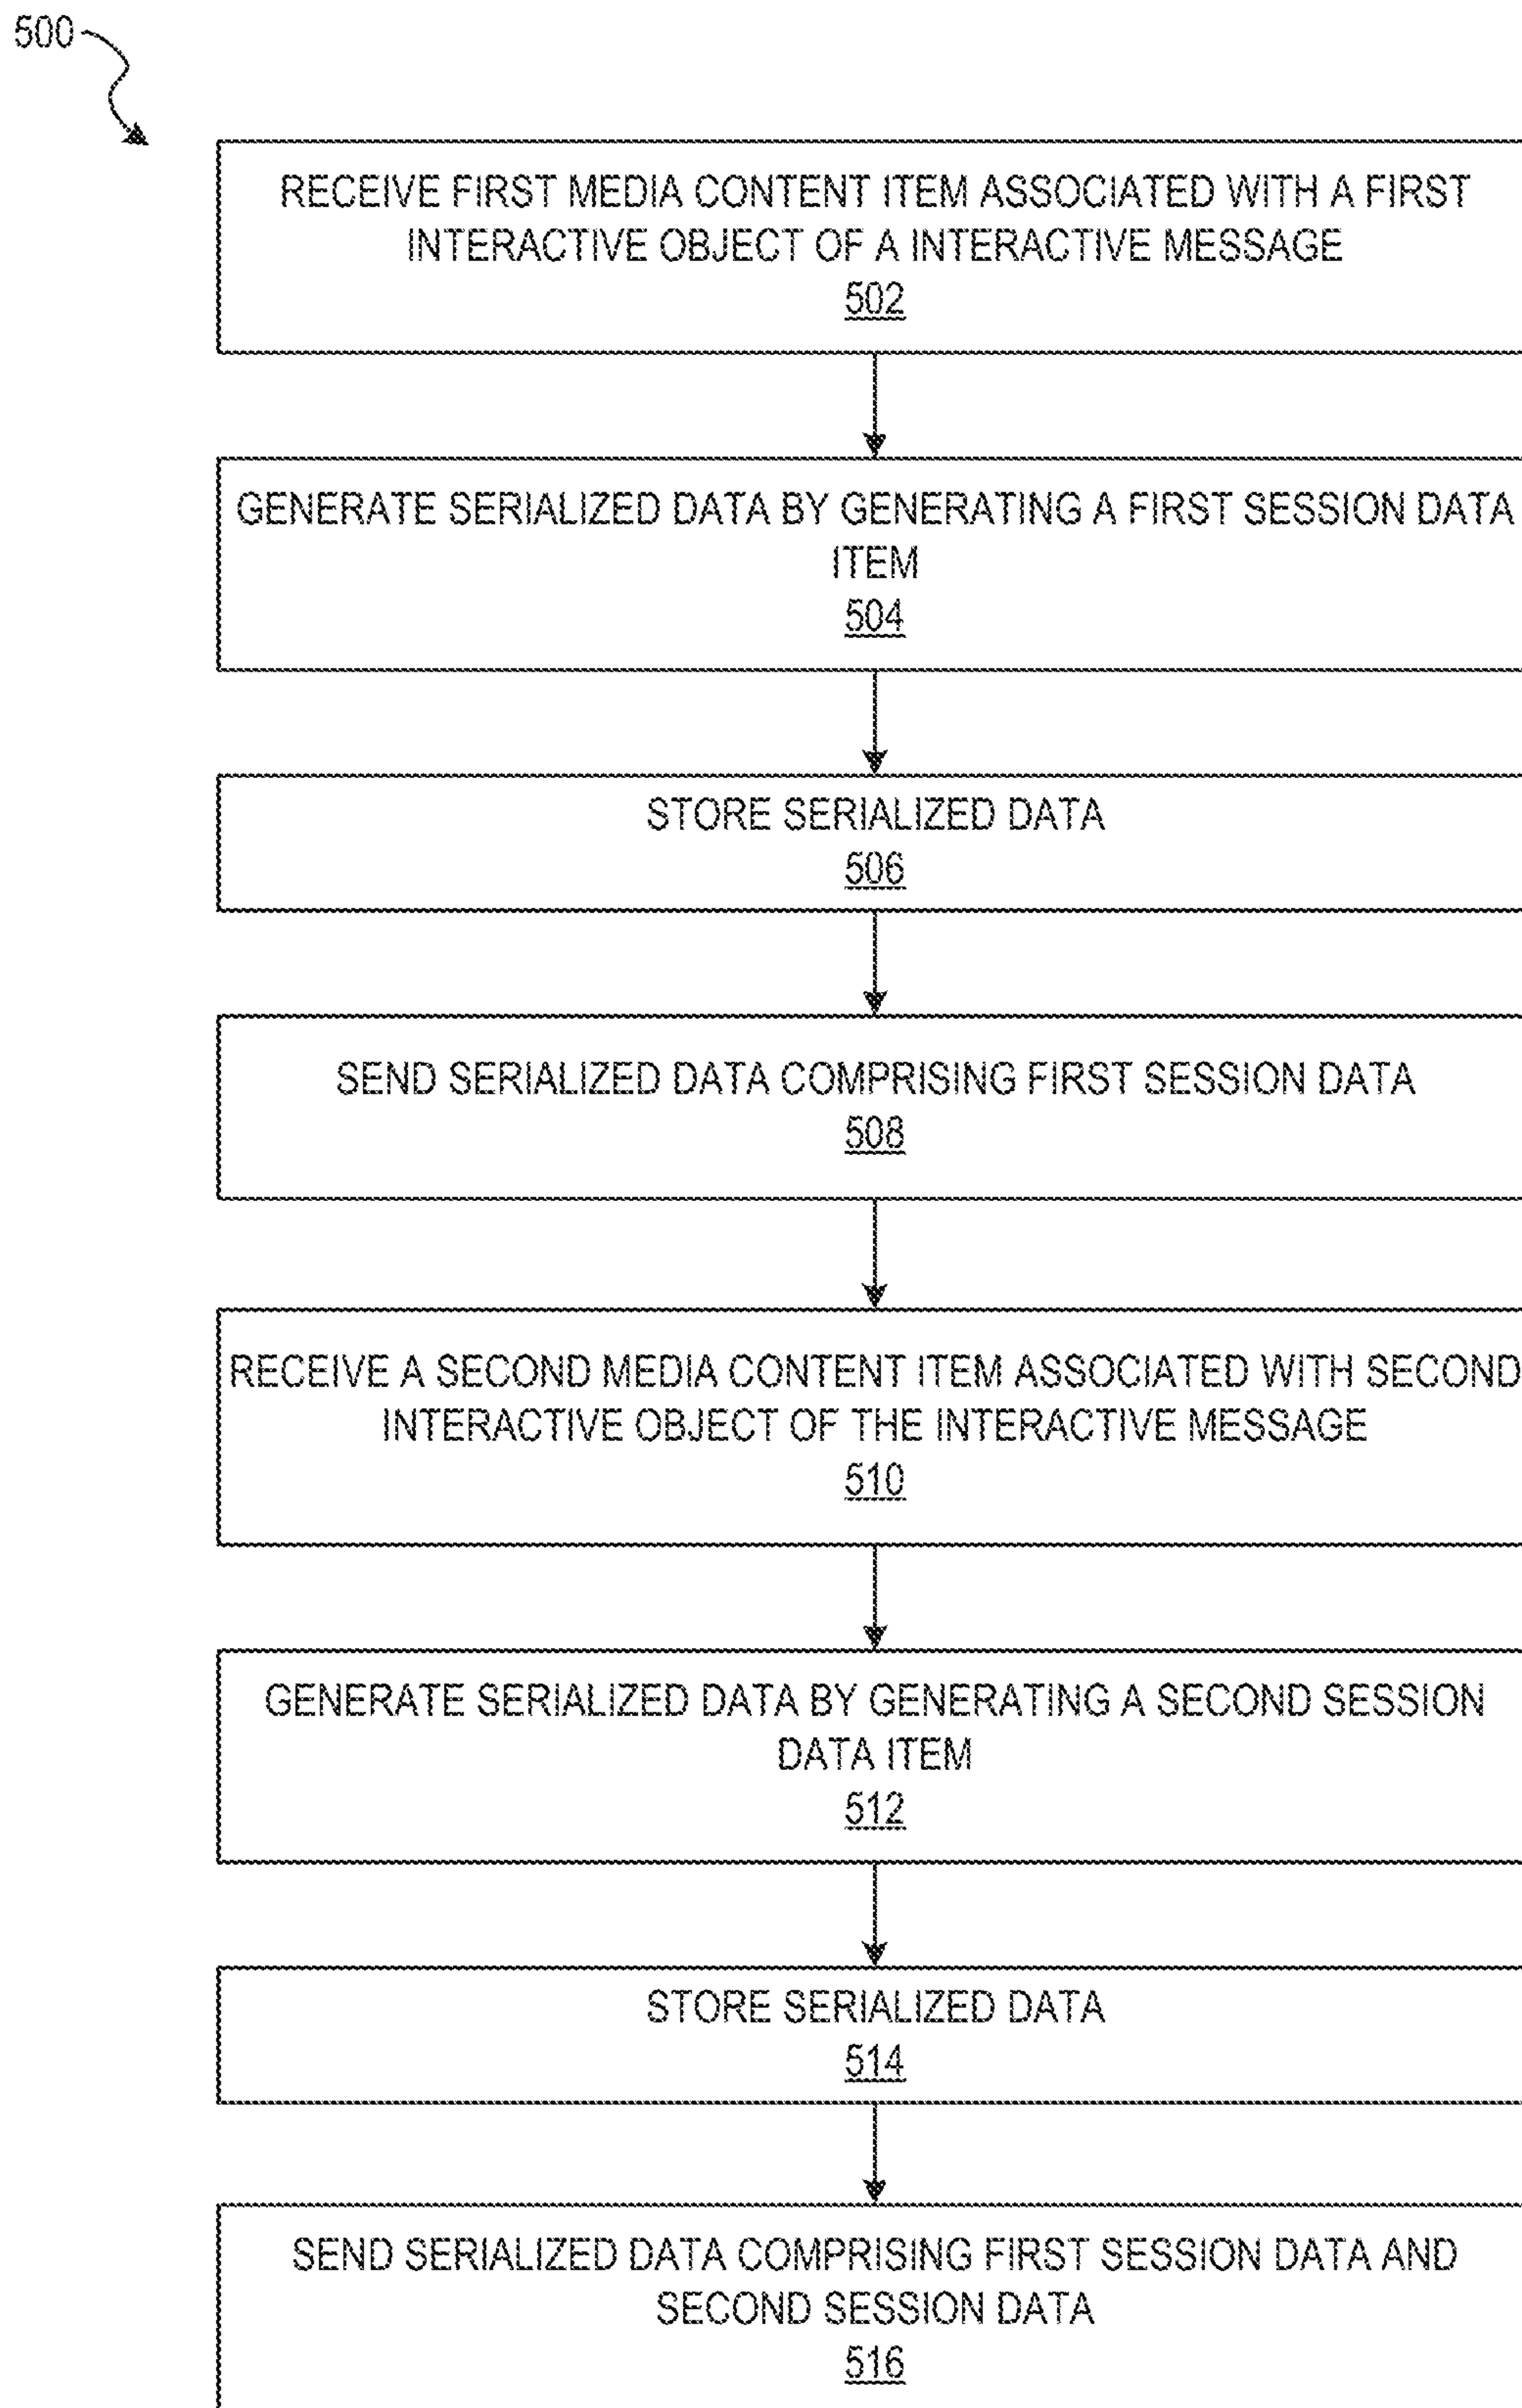 500
RECEIVE FIRST MEDIA CONTENT ITEM ASSOCIATED WITH A FIRST
INTERACTIVE OBJECT OF A INTERACTIVE MESSAGE
502
GENERATE SERIALIZED DATA BY GENERATING A FIRST SESSION DATA
ITEM
504
STORE SERIALIZED DATA
506
SEND SERIALIZED DATA COMPRISING FIRST SESSION DATA
508
RECEIVE A SECOND MEDIA CONTENT ITEM ASSOCIATED WITH SECOND
INTERACTIVE OBJECT OF THE INTERACTIVE MESSAGE
510
GENERATE SERIALIZED DATA BY GENERATING A SECOND SESSION
DATA ITEM
512
STORE SERIALIZED DATA
514
SEND SERIALIZED DATA COMPRISING FIRST SESSION DATA AND
SECOND SESSION DATA
516